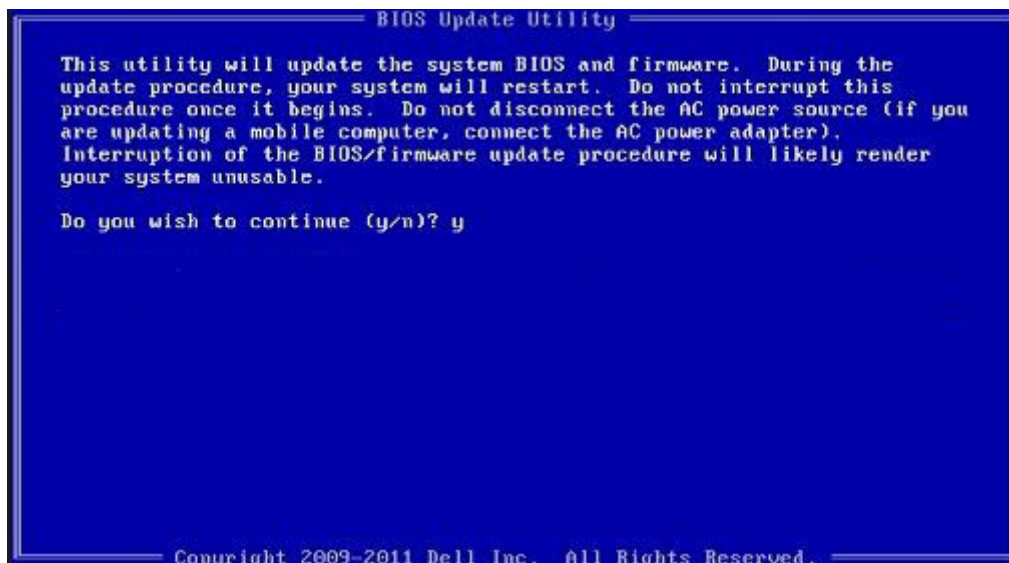 BIOS Update Utility
This utility will update the system BIOS and firmware. During the
update procedure, your system will restart. Do not interrupt this
procedure once it begins. Do not disconnect the AC power source (if you
are updating a mobile computer, connect the AC power adapter).
Interruption of the BIOS/firmware update procedure will likely render
your system unusable.
Do you wish to continue (y/n)? y
Copyright 2009-2011 Dell Inc. All Rights Reserved.